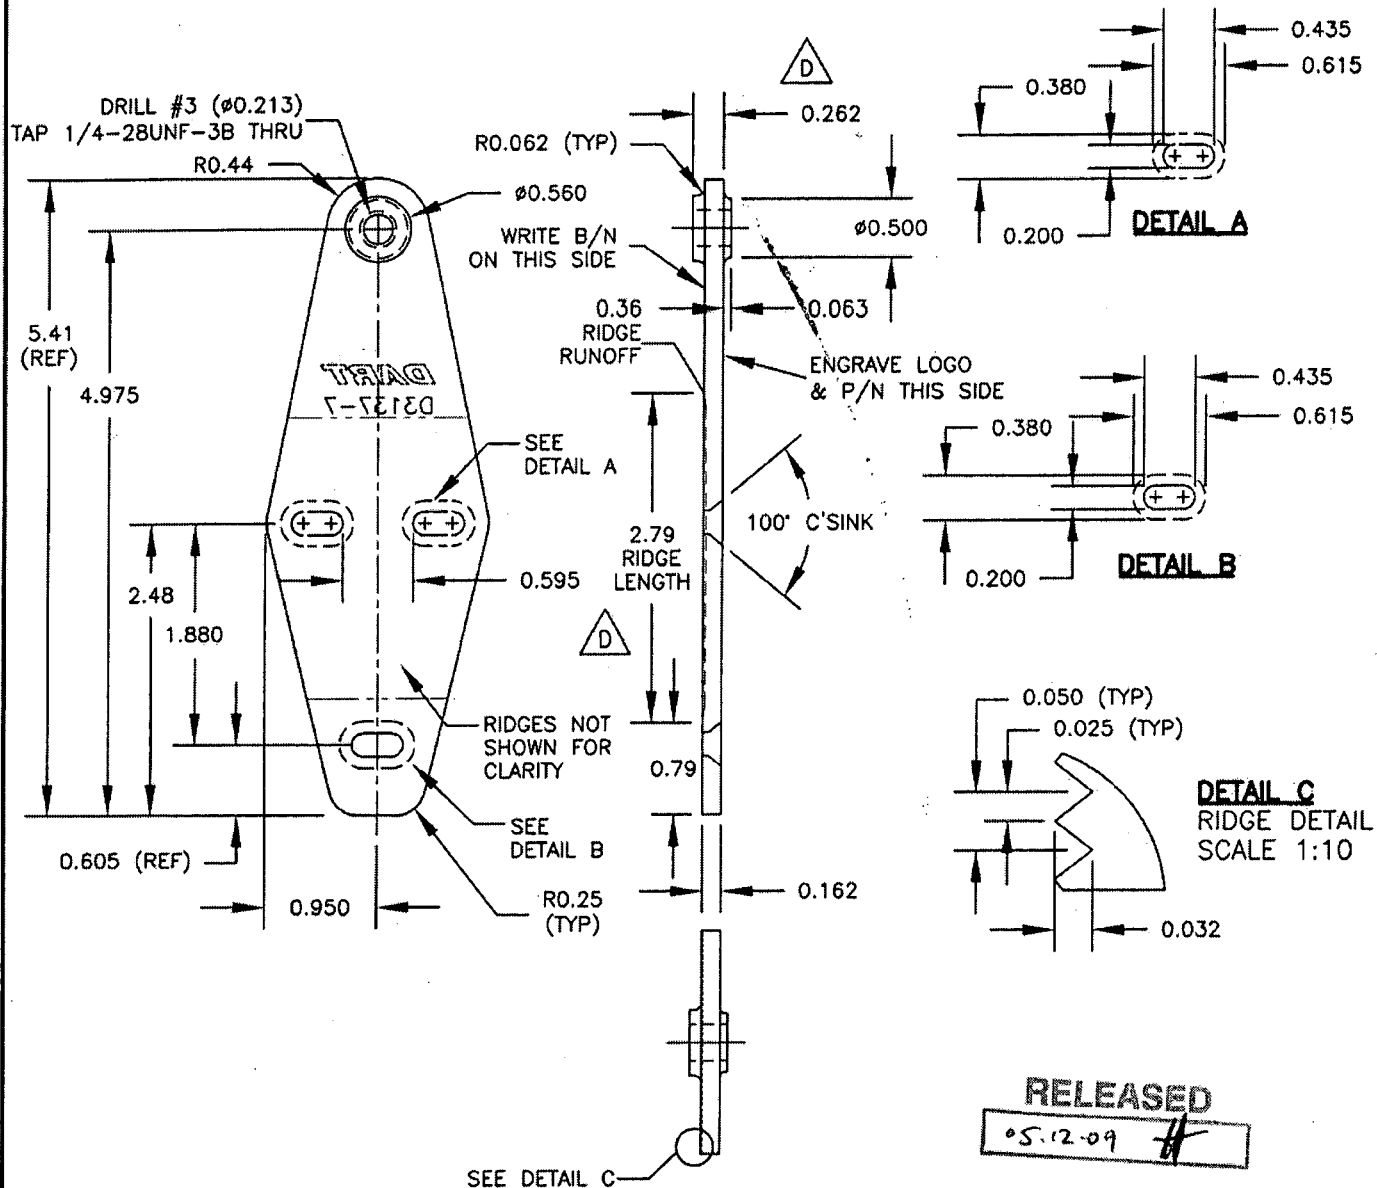 DRILL #3 (ø0.213)
TAP 1/4-28UNF-3B THRU
R0.44
ø0.560
5.41
(REF)
4.975
DART
D3137-7
SEE
DETAIL A
2.48
1.880
0.595
RIDGES NOT
SHOWN FOR
CLARITY
SEE
DETAIL B
0.605 (REF)
0.950
R0.25
(TYP)
D
D
0.262
R0.062 (TYP)
WRITE B/N
ON THIS SIDE
ø0.500
0.36
RIDGE
RUNOFF
0.063
ENGRAVE LOGO
& P/N THIS SIDE
2.79
RIDGE
LENGTH
100° C'SINK
0.79
0.162
SEE DETAIL C
0.435
0.615
0.380
0.200
DETAIL A
0.435
0.615
0.380
0.200
DETAIL B
0.050 (TYP)
0.025 (TYP)
DETAIL C
RIDGE DETAIL
SCALE 1:10
0.032
RELEASED
05.12.09